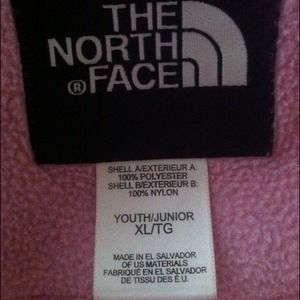 THE
NORTH
® FACE
SHELL A/EXTERIEUR A:
100% POLYESTER
SHELL B/EXTERIEUR B:
100% NYLON
YOUTH/JUNIOR
XL/TG
MADE IN EL SALVADOR
OF US MATERIALS
FABRIQUÉ EN EL SALVADOR
DE TISSU DES É.U.